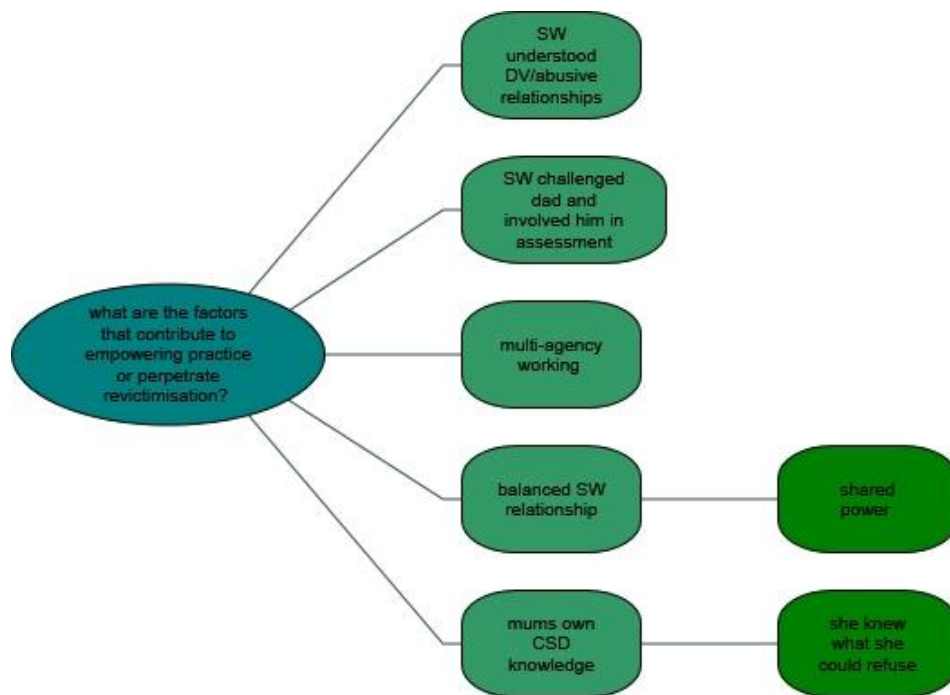 SW
understood
DV/abusive
relationships
SW challenged
dad and
involved him in
assessment
what are the factors
that contribute to
empowering practice
or perpetrate
revictimisation?
multi-agency
working
balanced SW
relationship
shared
power
mums own
CSD
knowledge
she knew
what she
could refuse